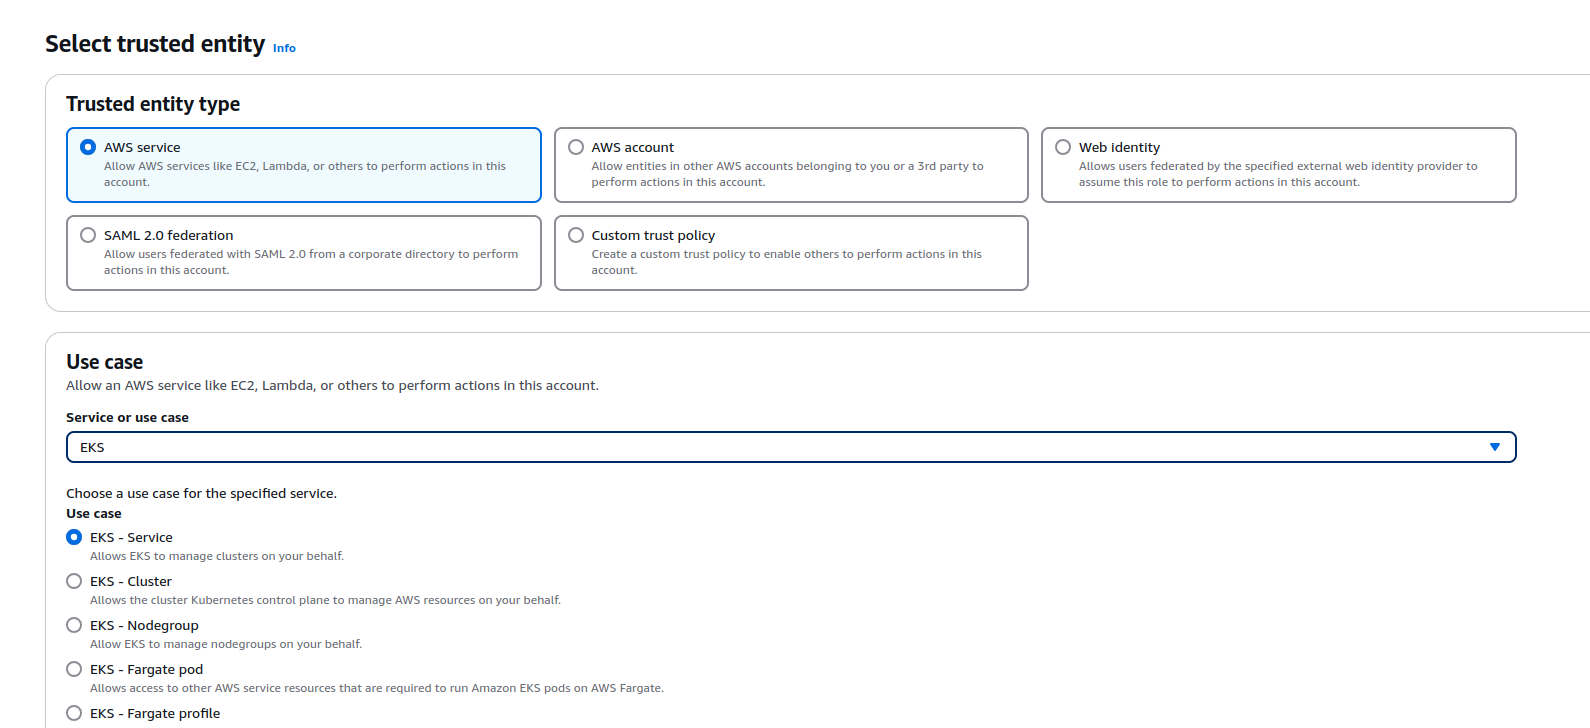 Select trusted entity Info
Trusted entity type
AWS service
Allow AWS services like EC2, Lambda, or others to perform actions in this
account.
AWS account
Allow entities in other AWS accounts belonging to you or a 3rd party to
perform actions in this account.
Web identity
Allows users federated by the specified external web identity provider to
assume this role to perform actions in this account.
SAML 2.0 federation
Allow users federated with SAML 2.0 from a corporate directory to perform
actions in this account.
Custom trust policy
Create a custom trust policy to enable others to perform actions in this
account.
Use case
Allow an AWS service like EC2, Lambda, or others to perform actions in this account.
Service or use case
EKS
Choose a use case for the specified service.
Use case
EKS - Service
Allows EKS to manage clusters on your behalf.
EKS - Cluster
Allows the cluster Kubernetes control plane to manage AWS resources on your behalf.
EKS - Nodegroup
Allow EKS to manage nodegroups on your behalf.
EKS - Fargate pod
Allows access to other AWS service resources that are required to run Amazon EKS pods on AWS Fargate.
EKS - Fargate profile